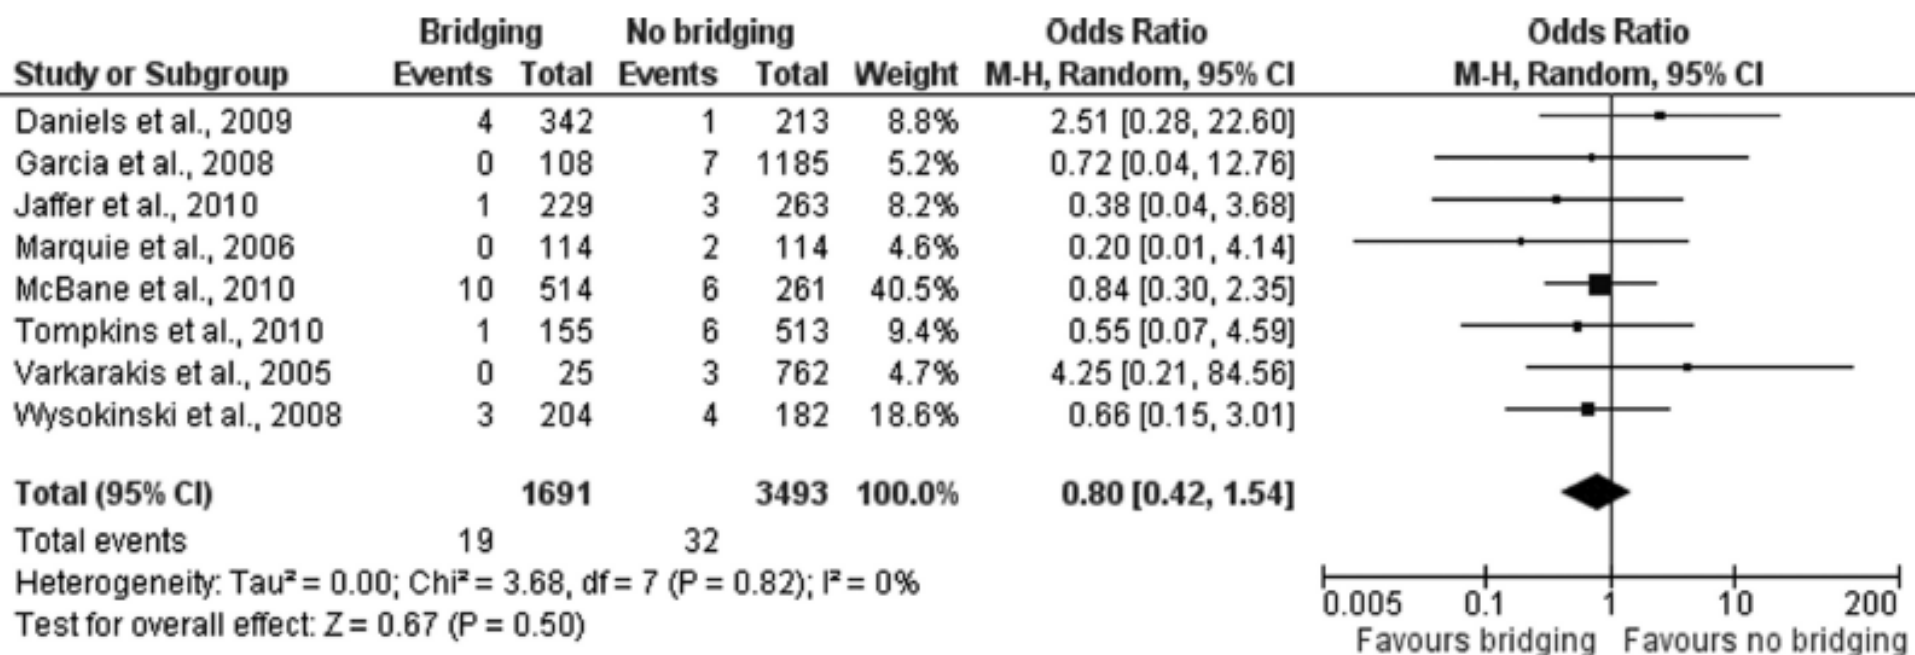 Bridging No bridging Odds Ratio Odds Ratio
Study or Subgroup Events Total Events Total Weight M-H, Random, 95% CI M-H, Random, 95% CI
Daniels et al., 2009 4 342 1 213 8.8% 2.51 [0.28, 22.60]
Garcia et al., 2008 0 108 7 1185 5.2% 0.72 [0.04, 12.76]
Jaffer et al., 2010 1 229 3 263 8.2% 0.38 [0.04, 3.68]
Marquie et al., 2006 0 114 2 114 4.6% 0.20 [0.01, 4.14]
McBane et al., 2010 10 514 6 261 40.5% 0.84 [0.30, 2.35]
Tompkins et al., 2010 1 155 6 513 9.4% 0.55 [0.07, 4.59]
Varkarakis et al., 2005 0 25 3 762 4.7% 4.25 [0.21, 84.56]
Wysokinski et al., 2008 3 204 4 182 18.6% 0.66 [0.15, 3.01]
Total (95% CI) 1691 3493 100.0% 0.80 [0.42, 1.54]
Total events 19 32
Heterogeneity: Tau² = 0.00; Chi² = 3.68, df = 7 (P = 0.82); I² = 0%
Test for overall effect: Z = 0.67 (P = 0.50)
0.005 0.1 1 10 200
Favours bridging Favours no bridging